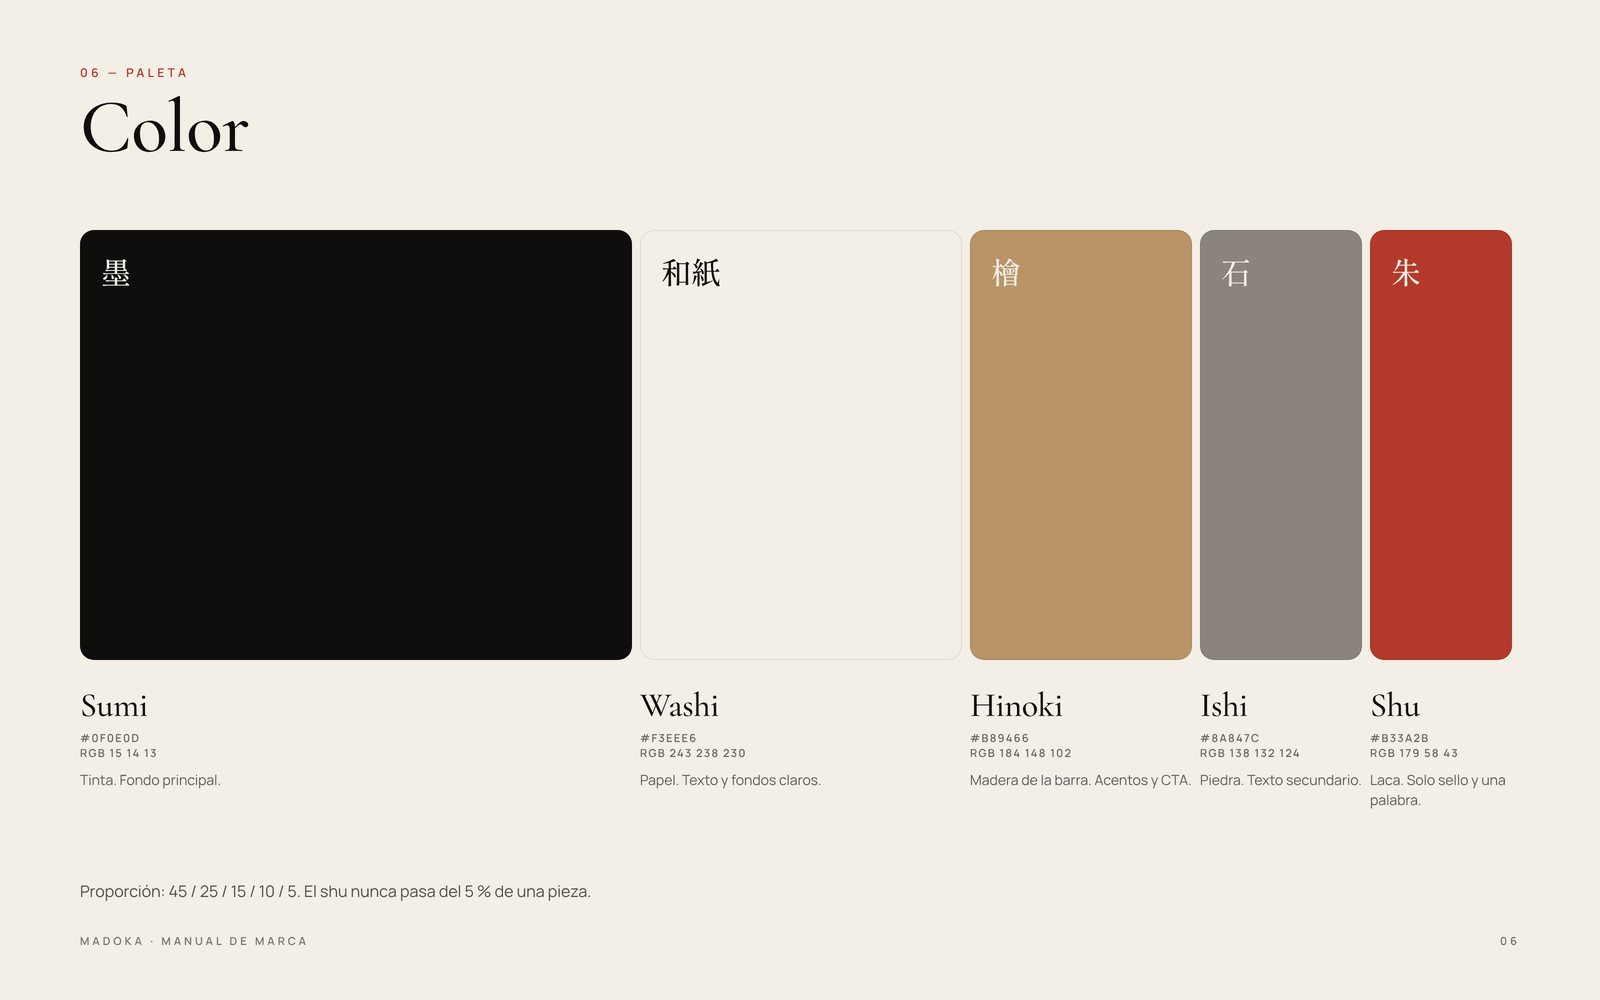 06 — PALETA
Color
墨
和紙
檜
石
朱
Sumi
#0F0E0D
RGB 15 14 13
Tinta. Fondo principal.
Washi
#F3EEE6
RGB 243 238 230
Papel. Texto y fondos claros.
Hinoki
#B89466
RGB 184 148 102
Madera de la barra. Acentos y CTA.
Ishi
#8A847C
RGB 138 132 124
Piedra. Texto secundario.
Shu
#B33A2B
RGB 179 58 43
Laca. Solo sello y una
palabra.
Proporción: 45 / 25 / 15 / 10 / 5. El shu nunca pasa del 5 % de una pieza.
MADOKA · MANUAL DE MARCA
06